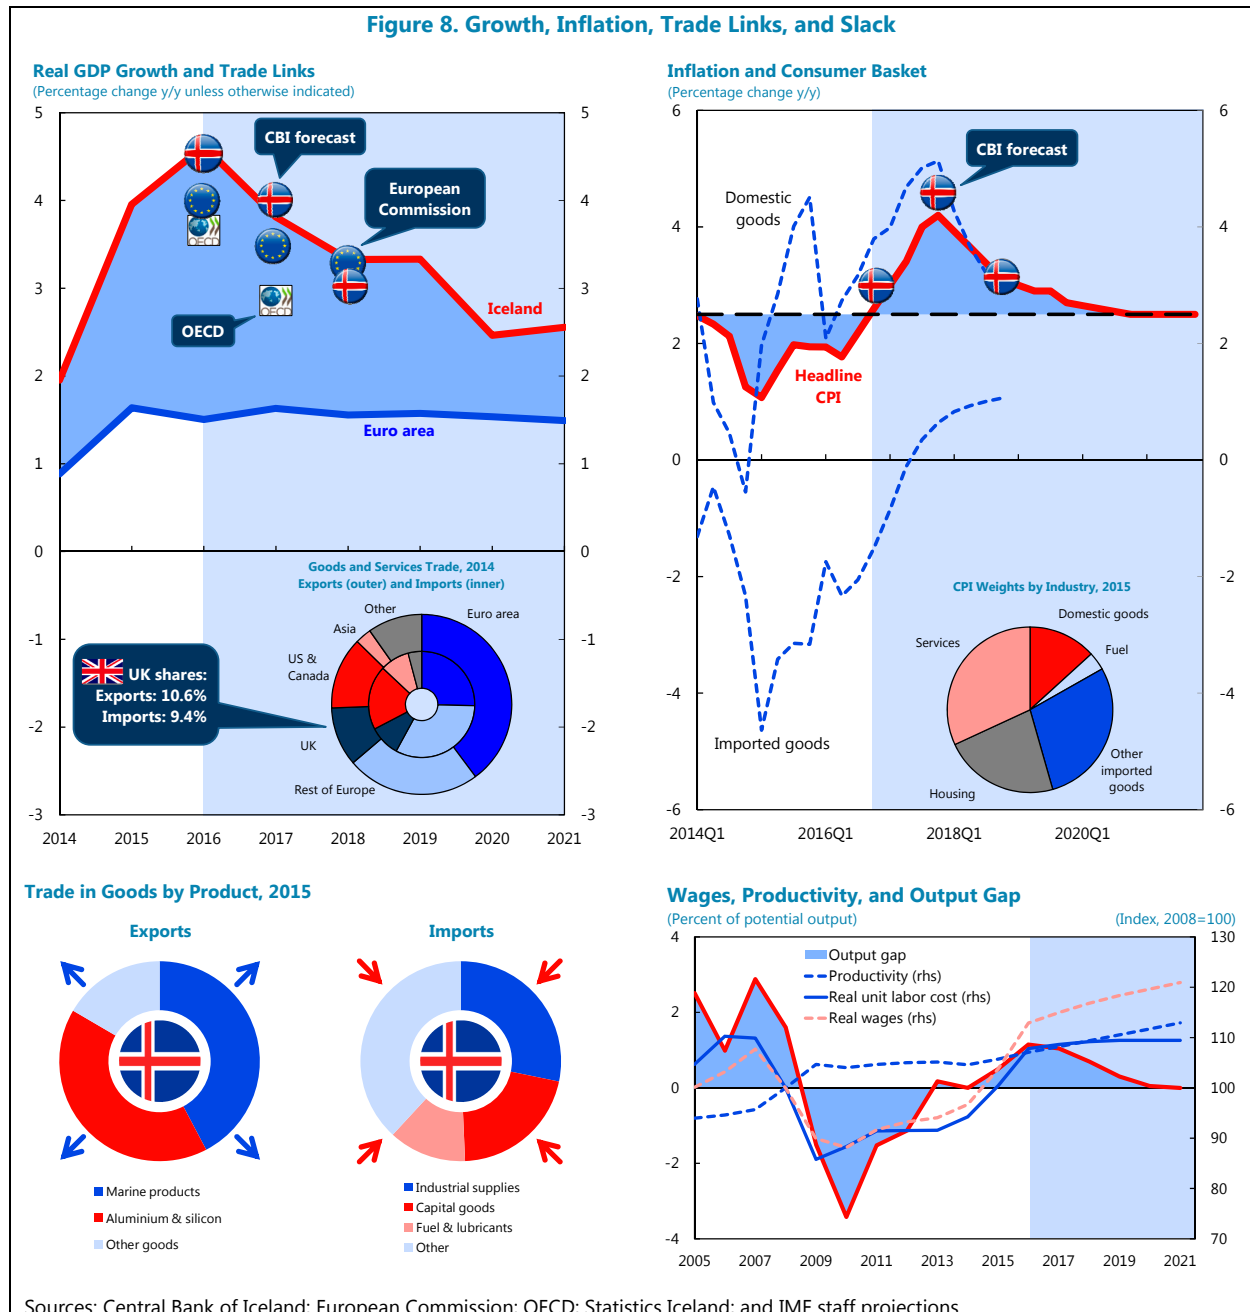 Figure 8. Growth, Inflation, Trade Links, and Slack
Real GDP Growth and Trade Links
(Percentage change y/y unless otherwise indicated)
5
4
3
2
1
0
-1
-2
-3
5
4
3
2
1
0
-1
-2
-3
CBI forecast
European
Commission
OECD
OECD
OECD
Iceland
Euro area
Goods and Services Trade, 2014
Exports (outer) and Imports (inner)
Other
Euro area
Asia
US &
Canada
UK
Rest of Europe
UK shares:
Exports: 10.6%
Imports: 9.4%
2014 2015 2016 2017 2018 2019 2020 2021
Inflation and Consumer Basket
(Percentage change y/y)
6
4
2
0
-2
-4
-6
6
4
2
0
-2
-4
-6
CBI forecast
Domestic
goods
Headline
CPI
Imported goods
CPI Weights by Industry, 2015
Domestic goods
Services
Fuel
Other
imported
goods
Housing
2014Q1 2016Q1 2018Q1 2020Q1
Trade in Goods by Product, 2015
Exports
Marine products
Aluminium & silicon
Other goods
Imports
Industrial supplies
Capital goods
Fuel & lubricants
Other
Wages, Productivity, and Output Gap
(Percent of potential output) (Index, 2008=100)
4
2
0
-2
-4
130
120
110
100
90
80
70
Output gap
Productivity (rhs)
Real unit labor cost (rhs)
Real wages (rhs)
2005 2007 2009 2011 2013 2015 2017 2019 2021
Sources: Central Bank of Iceland; European Commission; OECD; Statistics Iceland; and IMF staff projections